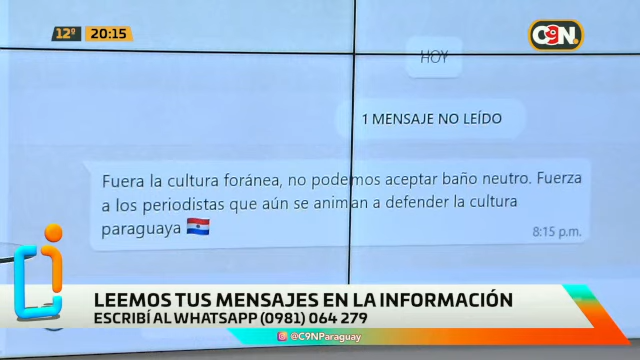 12º 20:15
C9N
HOY
1 MENSAJE NO LEÍDO
Fuera la cultura foránea, no podemos aceptar baño neutro. Fuerza
a los periodistas que aún se animan a defender la cultura
paraguaya 🇵🇾
8:15 p.m.
LEEMOS TUS MENSAJES EN LA INFORMACIÓN
ESCRIBÍ AL WHATSAPP (0981) 064 279
@C9NParaguay